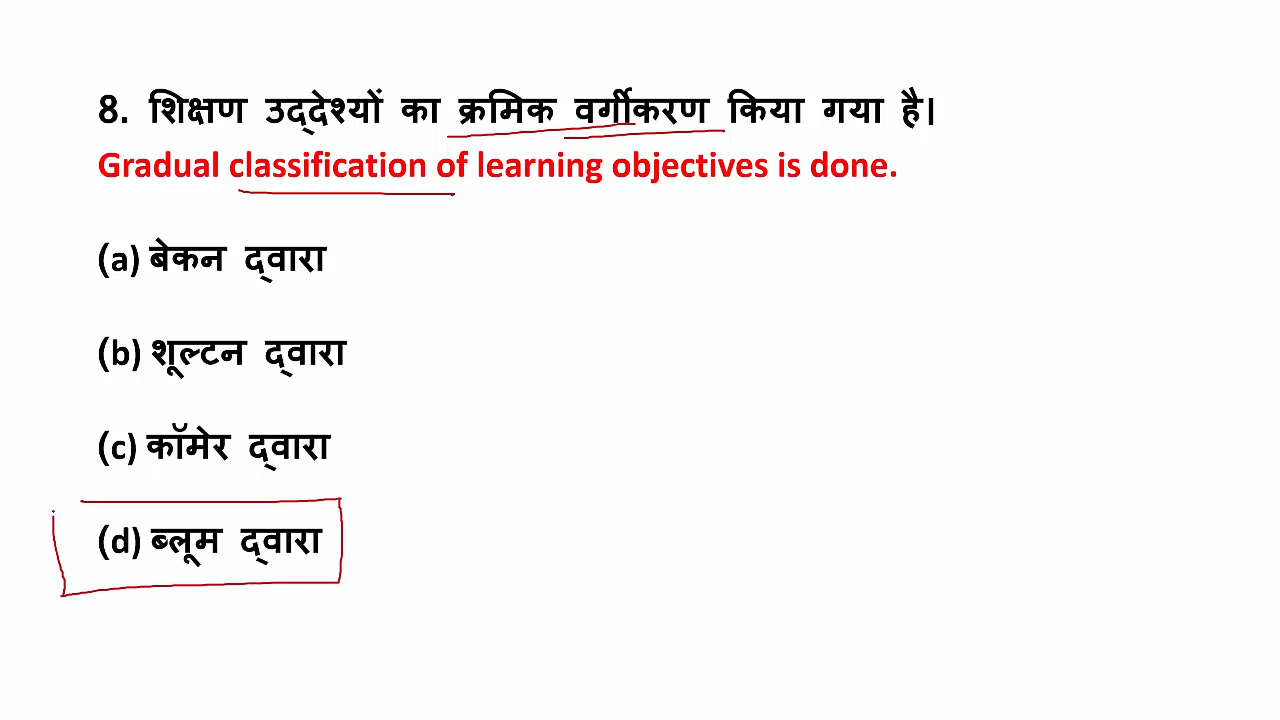 8. शिक्षण उद्देश्यों का क्रमिक वर्गीकरण किया गया है।
Gradual classification of learning objectives is done.
(a) बेकन द्वारा
(b) शूल्टन द्वारा
(c) कॉमेर द्वारा
(d) ब्लूम द्वारा